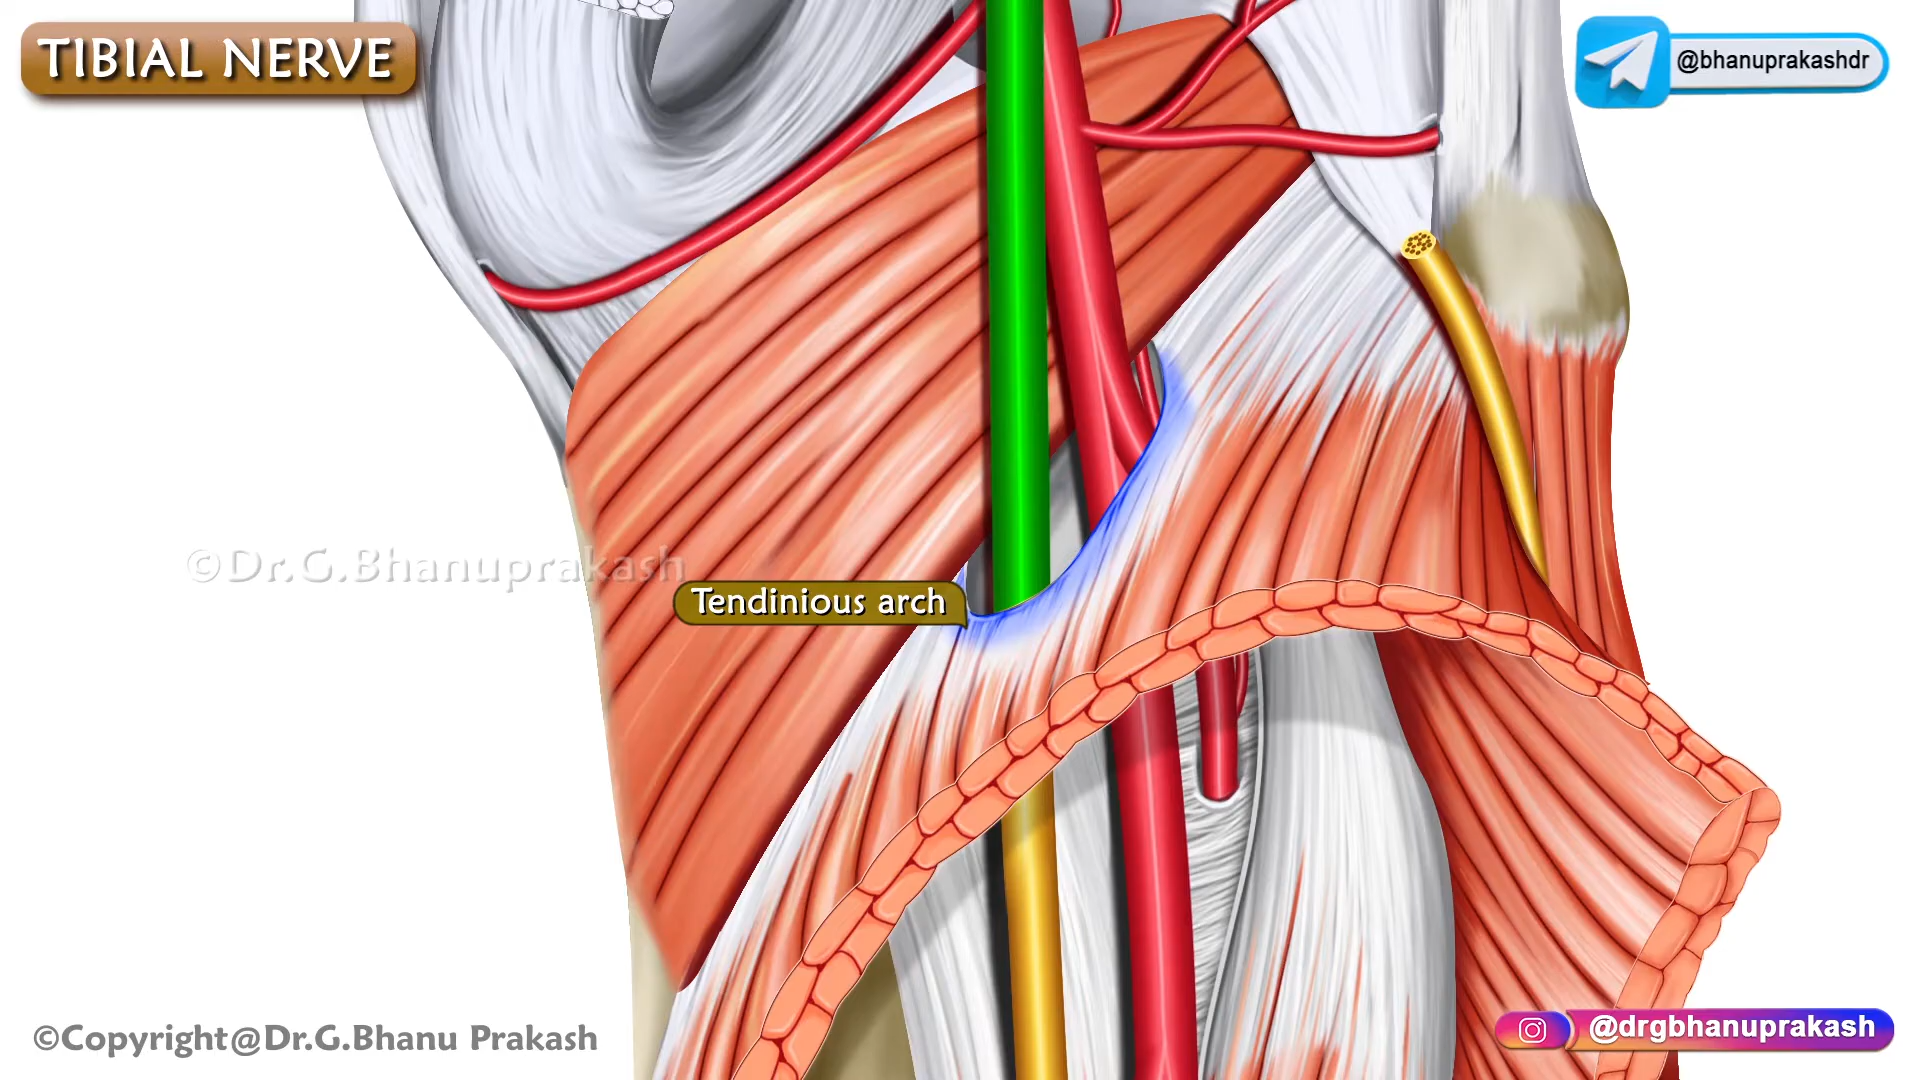 TIBIAL NERVE
@bhanuprakashdr
©Dr.G.Bhanuprakash
Tendinious arch
©Copyright@Dr.G.Bhanu Prakash
@drgbhanuprakash